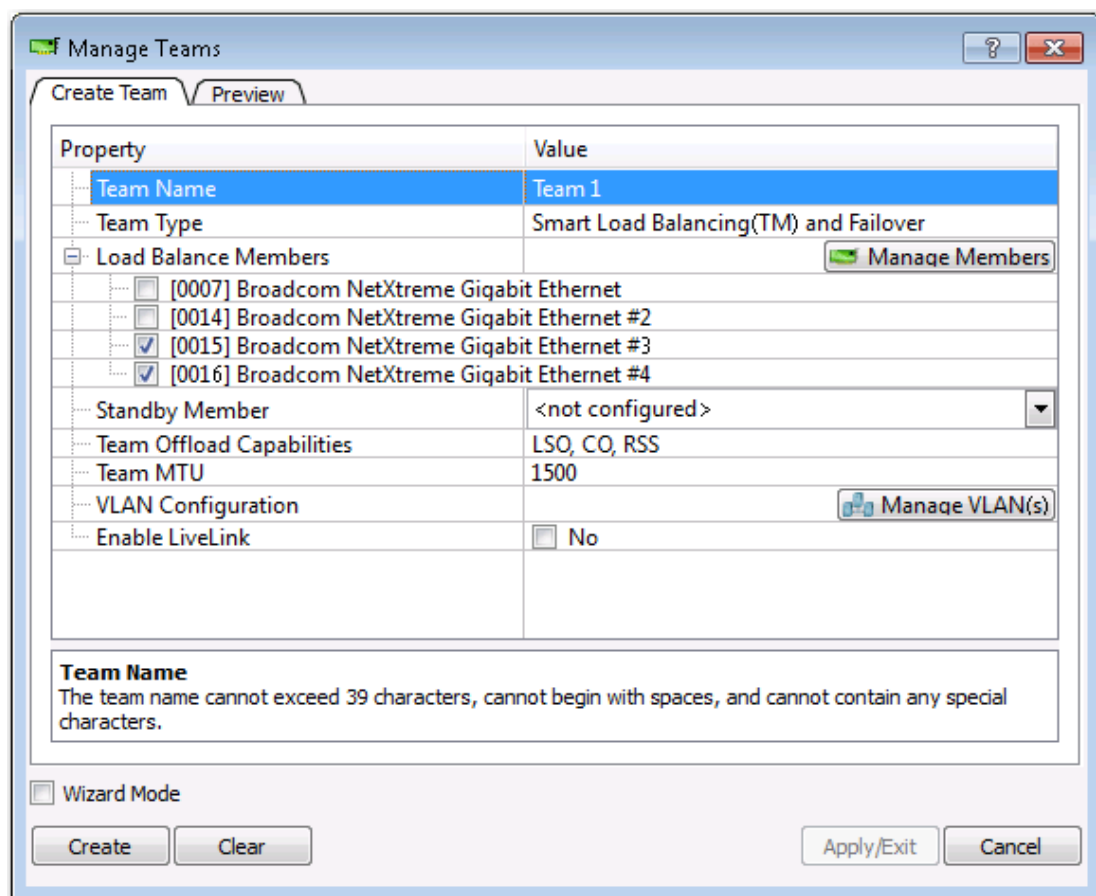 Manage Teams
Create Team Preview
Property Value
Team Name Team 1
Team Type Smart Load Balancing(TM) and Failover
Load Balance Members Manage Members
[0007] Broadcom NetXtreme Gigabit Ethernet
[0014] Broadcom NetXtreme Gigabit Ethernet #2
[0015] Broadcom NetXtreme Gigabit Ethernet #3
[0016] Broadcom NetXtreme Gigabit Ethernet #4
Standby Member <not configured>
Team Offload Capabilities LSO, CO, RSS
Team MTU 1500
VLAN Configuration Manage VLAN(s)
Enable LiveLink No
Team Name
The team name cannot exceed 39 characters, cannot begin with spaces, and cannot contain any special
characters.
Wizard Mode
Create Clear Apply/Exit Cancel